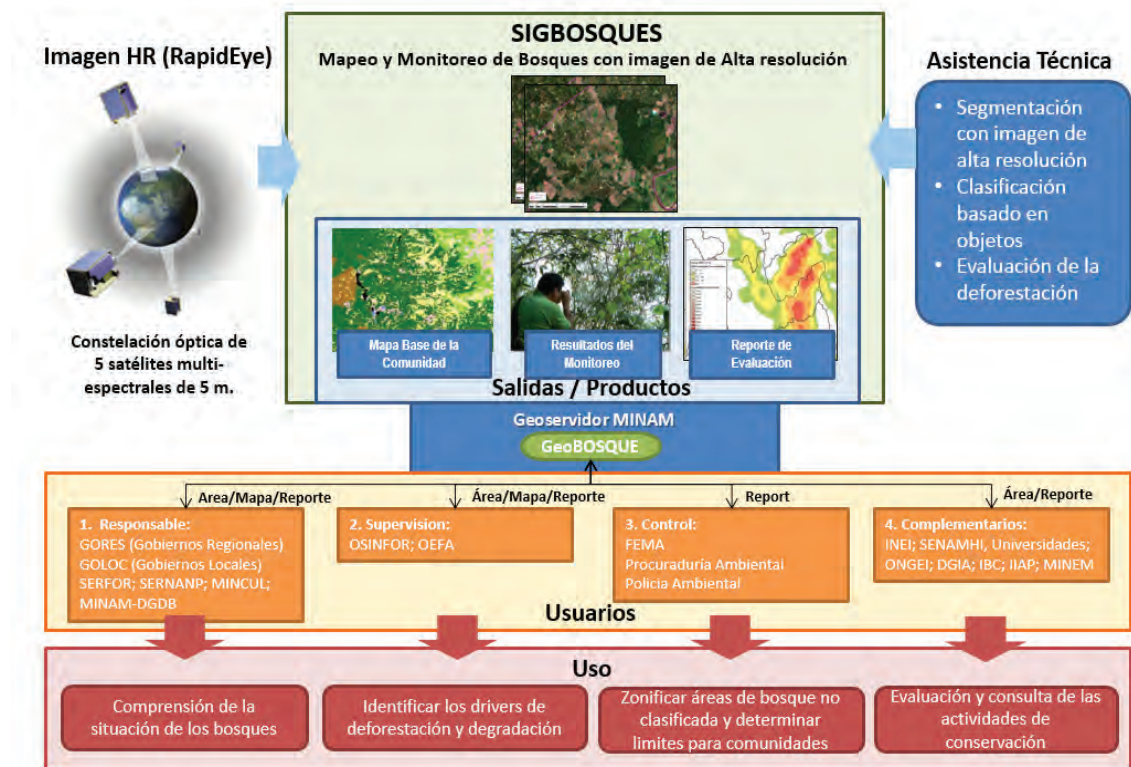 SIGBOSQUES
Mapeo y Monitoreo de Bosques con imagen de Alta resolución
Imagen HR (RapidEye)
Constelación óptica de
5 satélites multi-
espectrales de 5 m.
Asistencia Técnica
• Segmentación
con imagen de
alta resolución
• Clasificación
basado en
objetos
• Evaluación de la
deforestación
Mapa Base de la
Comunidad
Resultados del
Monitoreo
Reporte de
Evaluación
Salidas / Productos
Geoservidor MINAM
GeoBOSQUE
Area/Mapa/Reporte
Área/Mapa/Reporte
Report
Área/Reporte
1. Responsable:
GORES (Gobiernos Regionales)
GOLOC (Gobiernos Locales)
SERFOR; SERNANP; MINCUL;
MINAM-DGDB
2. Supervision:
OSINFOR; OEFA
3. Control:
FEMA
Procuraduría Ambiental
Policía Ambiental
4. Complementarios:
INEI; SENAMHI, Universidades;
ONGEI; DGIA; IBC; IIAP; MINEM
Usuarios
Uso
Comprensión de la
situación de los bosques
Identificar los drivers de
deforestación y degradación
Zonificar áreas de bosque no
clasificada y determinar
limites para comunidades
Evaluación y consulta de las
actividades de
conservación